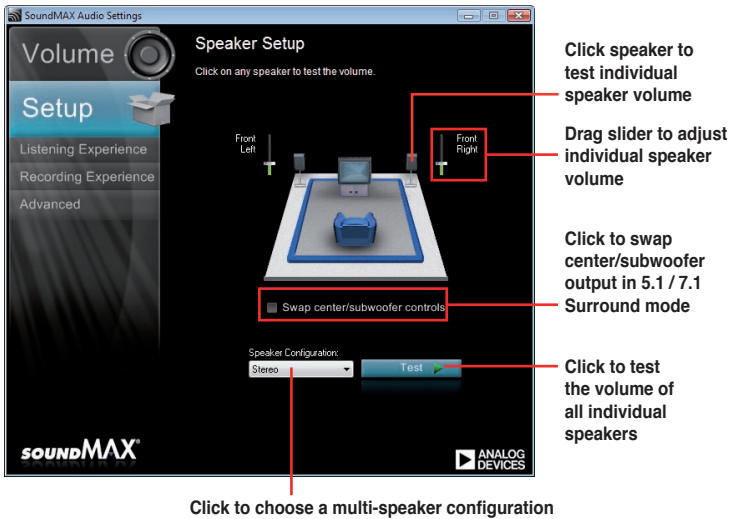 SoundMAX Audio Settings
Volume
Setup
Listening Experience
Recording Experience
Advanced
Speaker Setup
Click on any speaker to test the volume.
Front
Left
Front
Right
Swap center/subwoofer controls
Speaker Configuration:
Stereo
Test
SOUNDMAX®
ANALOG
DEVICES
Click speaker to
test individual
speaker volume
Drag slider to adjust
individual speaker
volume
Click to swap
center/subwoofer
output in 5.1 / 7.1
Surround mode
Click to test
the volume of
all individual
speakers
Click to choose a multi-speaker configuration